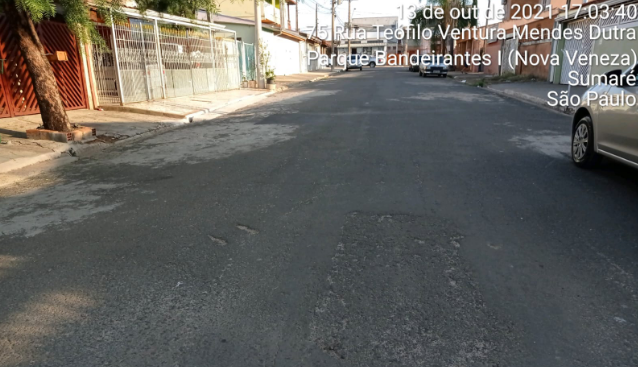 13 de out de 2021 17:03:40
75 Rua Teófilo Ventura Mendes Dutra
Parque Bandeirantes I (Nova Veneza)
Sumaré
São Paulo